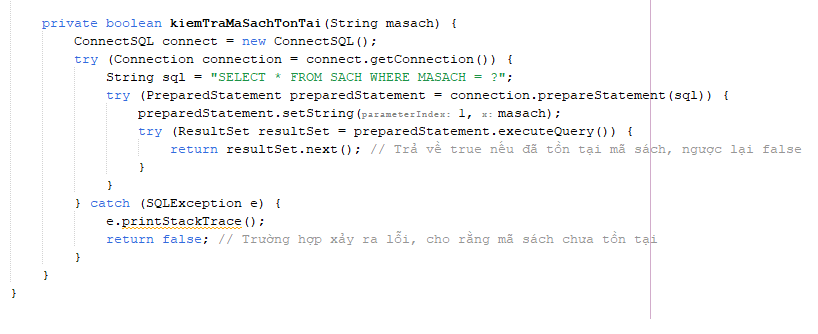 private boolean kiemTraMaSachTonTai(String masach) {
ConnectSQL connect = new ConnectSQL();
try (Connection connection = connect.getConnection()) {
String sql = "SELECT * FROM SACH WHERE MASACH = ?";
try (PreparedStatement preparedStatement = connection.prepareStatement(sql)) {
preparedStatement.setString(parameterIndex: 1, x: masach);
try (ResultSet resultSet = preparedStatement.executeQuery()) {
return resultSet.next(); // Trả về true nếu đã tồn tại mã sách, ngược lại false
}
}
} catch (SQLException e) {
e.printStackTrace();
return false; // Trường hợp xảy ra lỗi, cho rằng mã sách chưa tồn tại
}
}
}